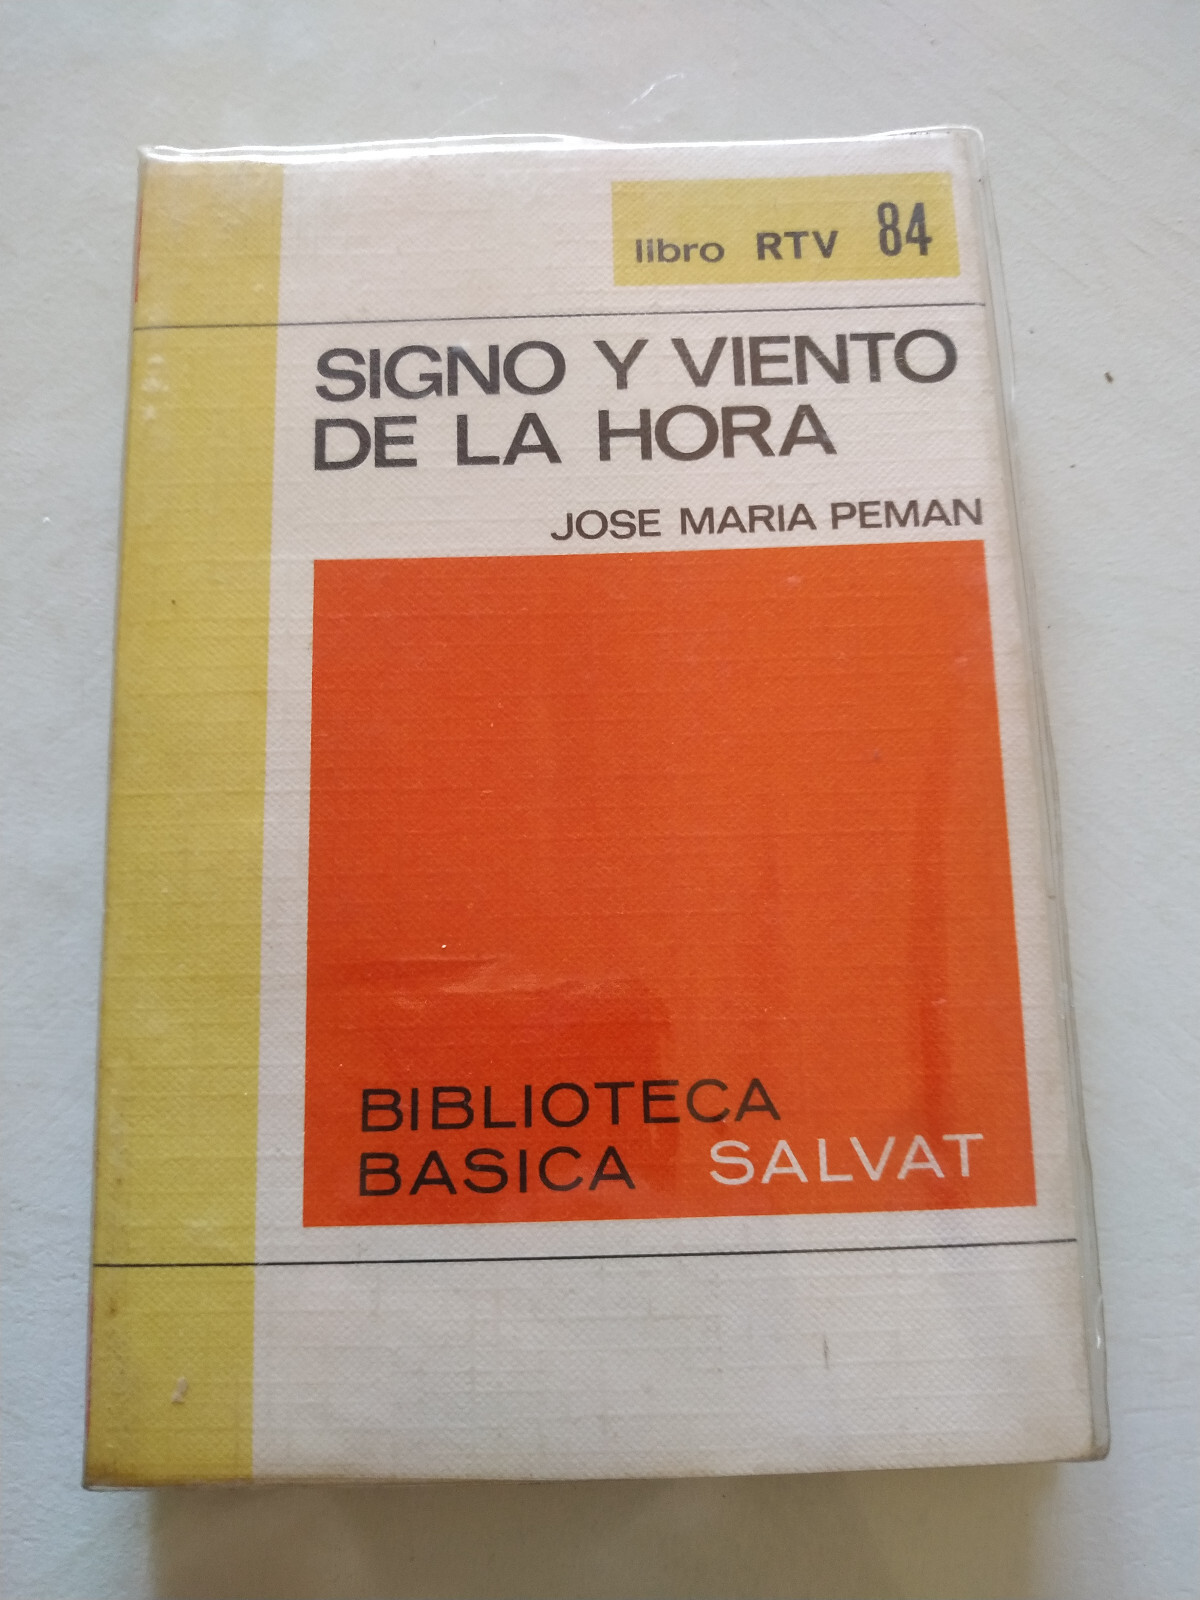 libro RTV 84
SIGNO Y VIENTO
DE LA HORA
JOSE MARIA PEMAN
BIBLIOTECA
BASICA SALVAT